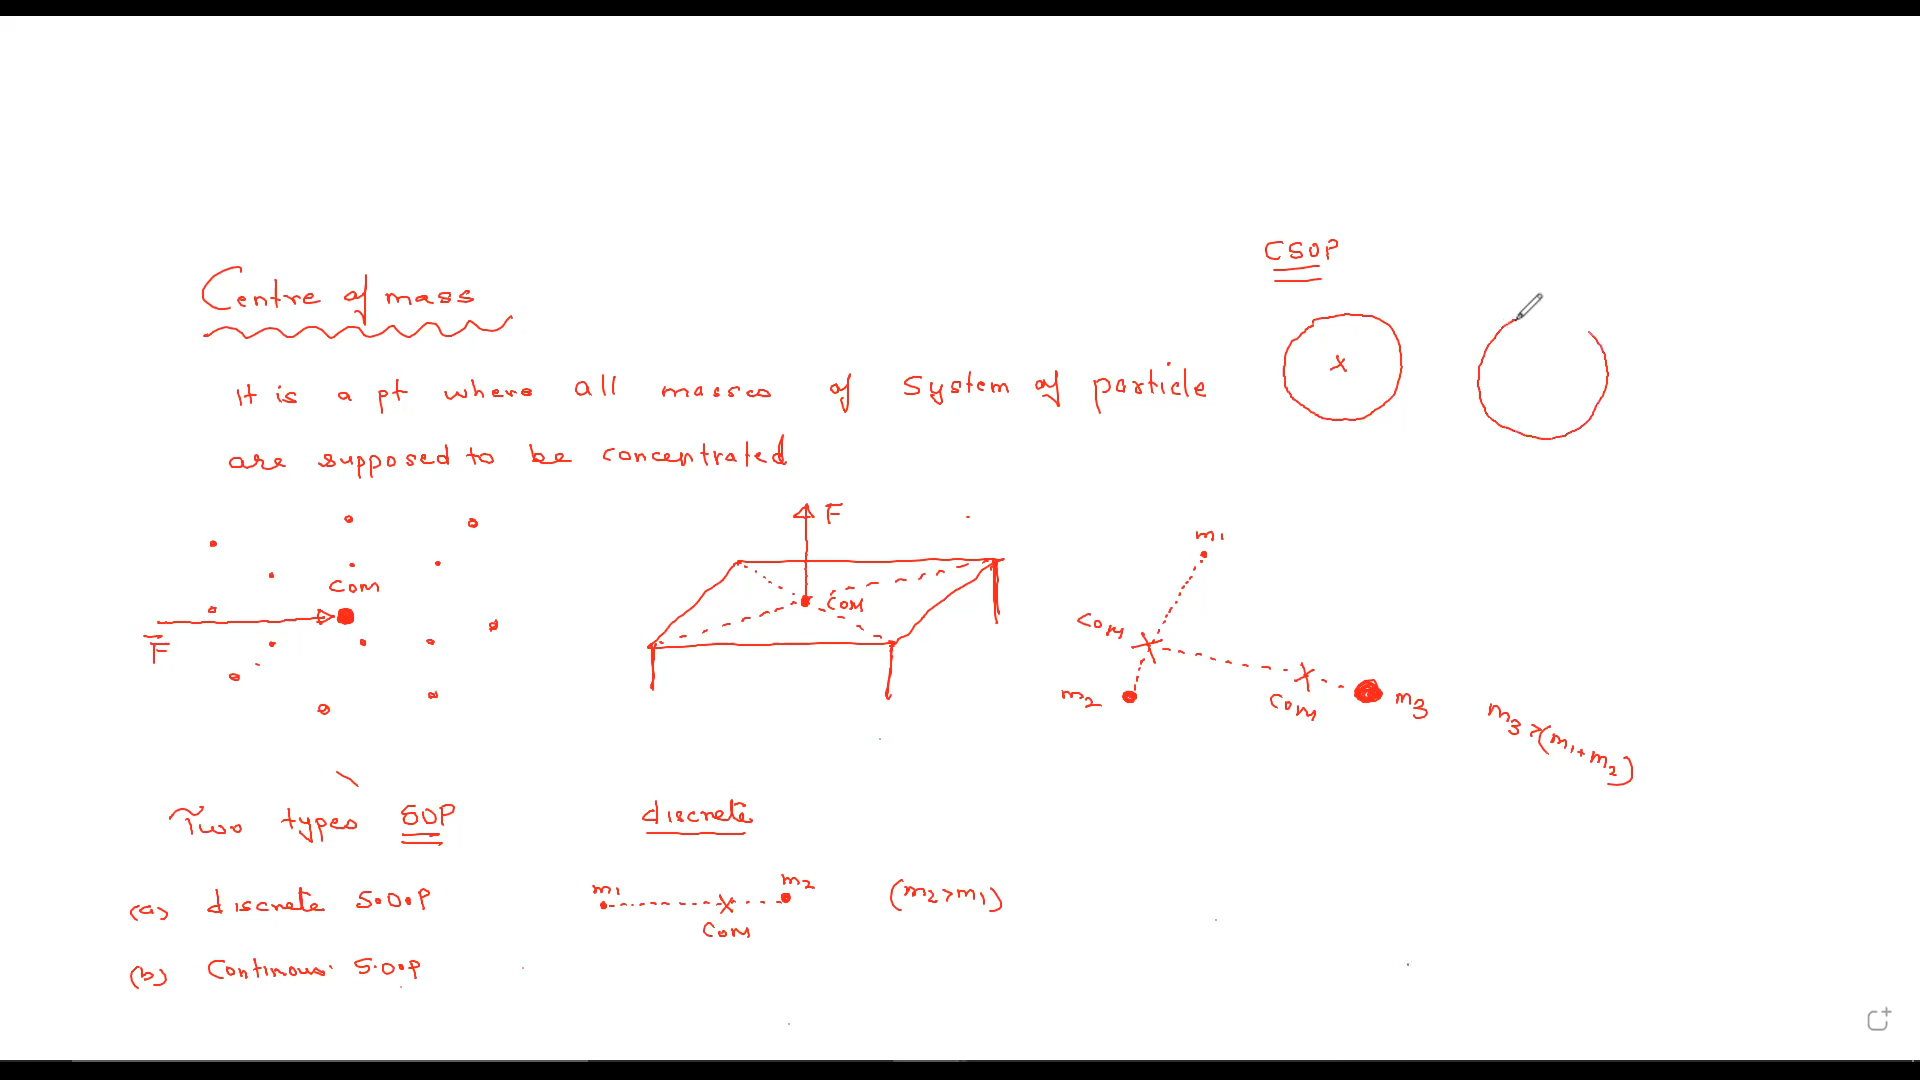 CSOP
Centre of mass
It is a pt where all masses of system of particle
are supposed to be concentrated
F
m1
com
F
com
com
m2
com
m3
m3 > (m1 + m2)
Two types SOP
discrete
(a) discrete S.O.P
m1 m2 (m2 > m1)
com
(b) Continous S.O.P